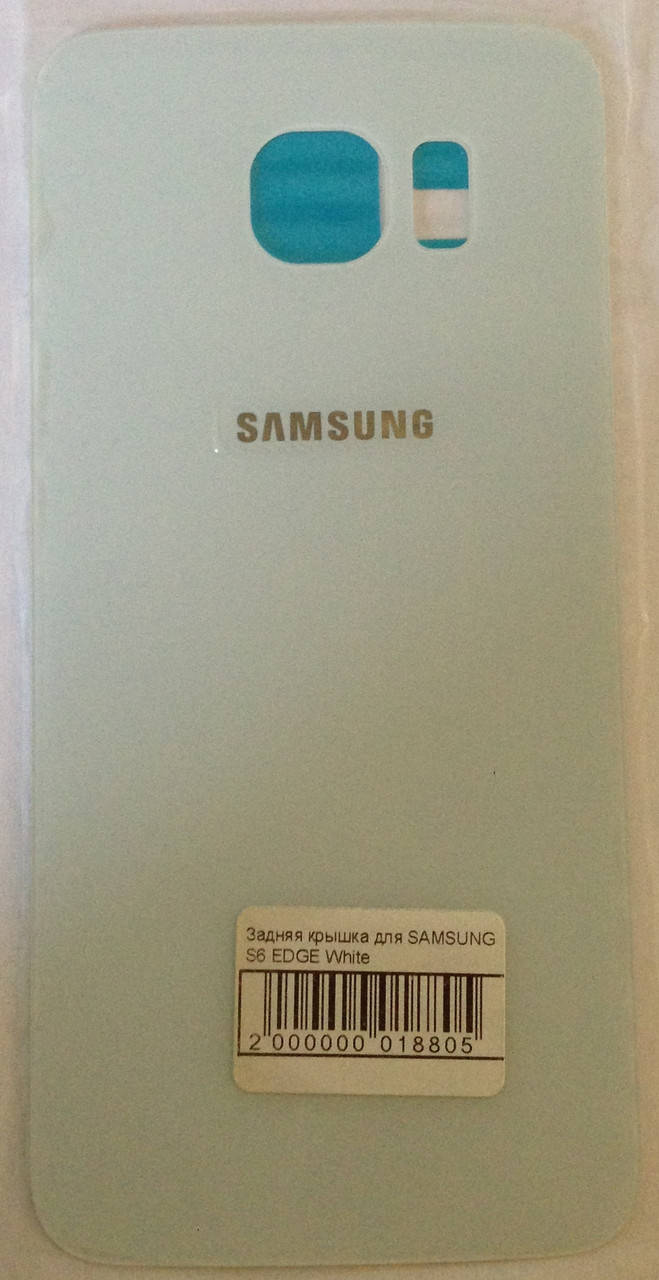 SAMSUNG
Задняя крышка для SAMSUNG
S6 EDGE White
2 000000 018805